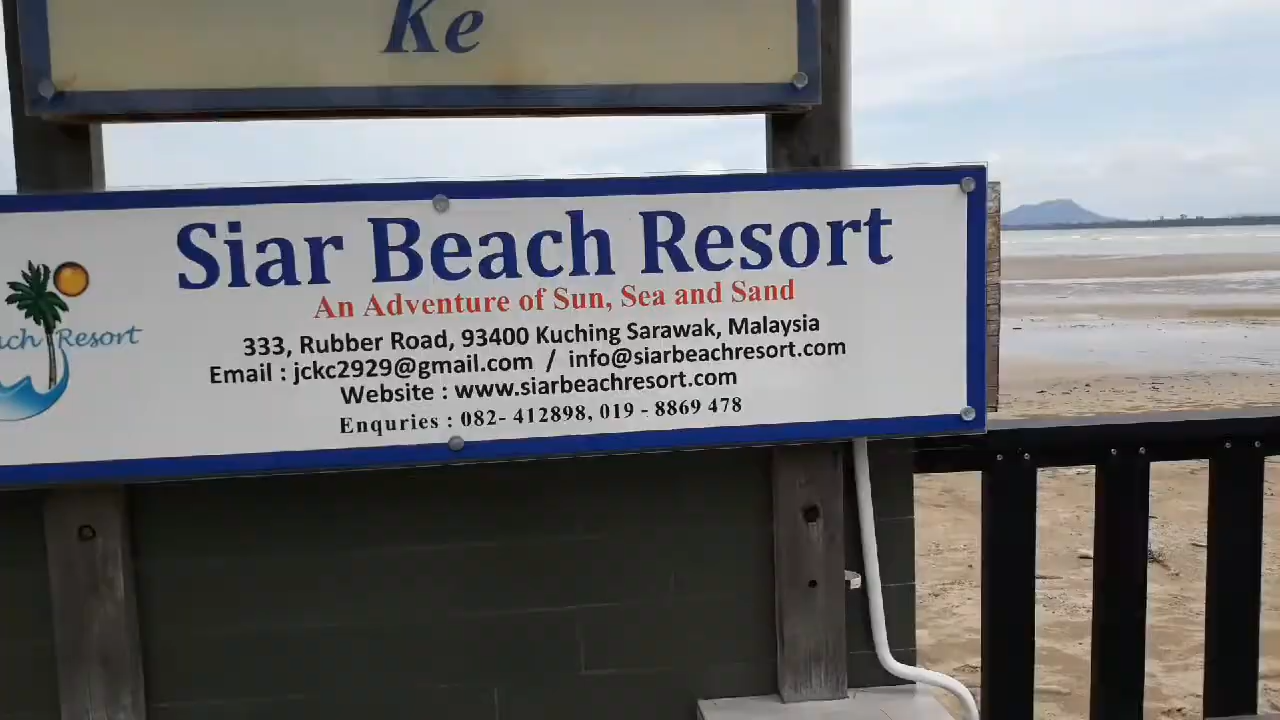 Ke
Siar Beach Resort
An Adventure of Sun, Sea and Sand
333, Rubber Road, 93400 Kuching Sarawak, Malaysia
Email : jckc2929@gmail.com / info@siarbeachresort.com
Website : www.siarbeachresort.com
Enquries : 082- 412898, 019 - 8869 478
Resort